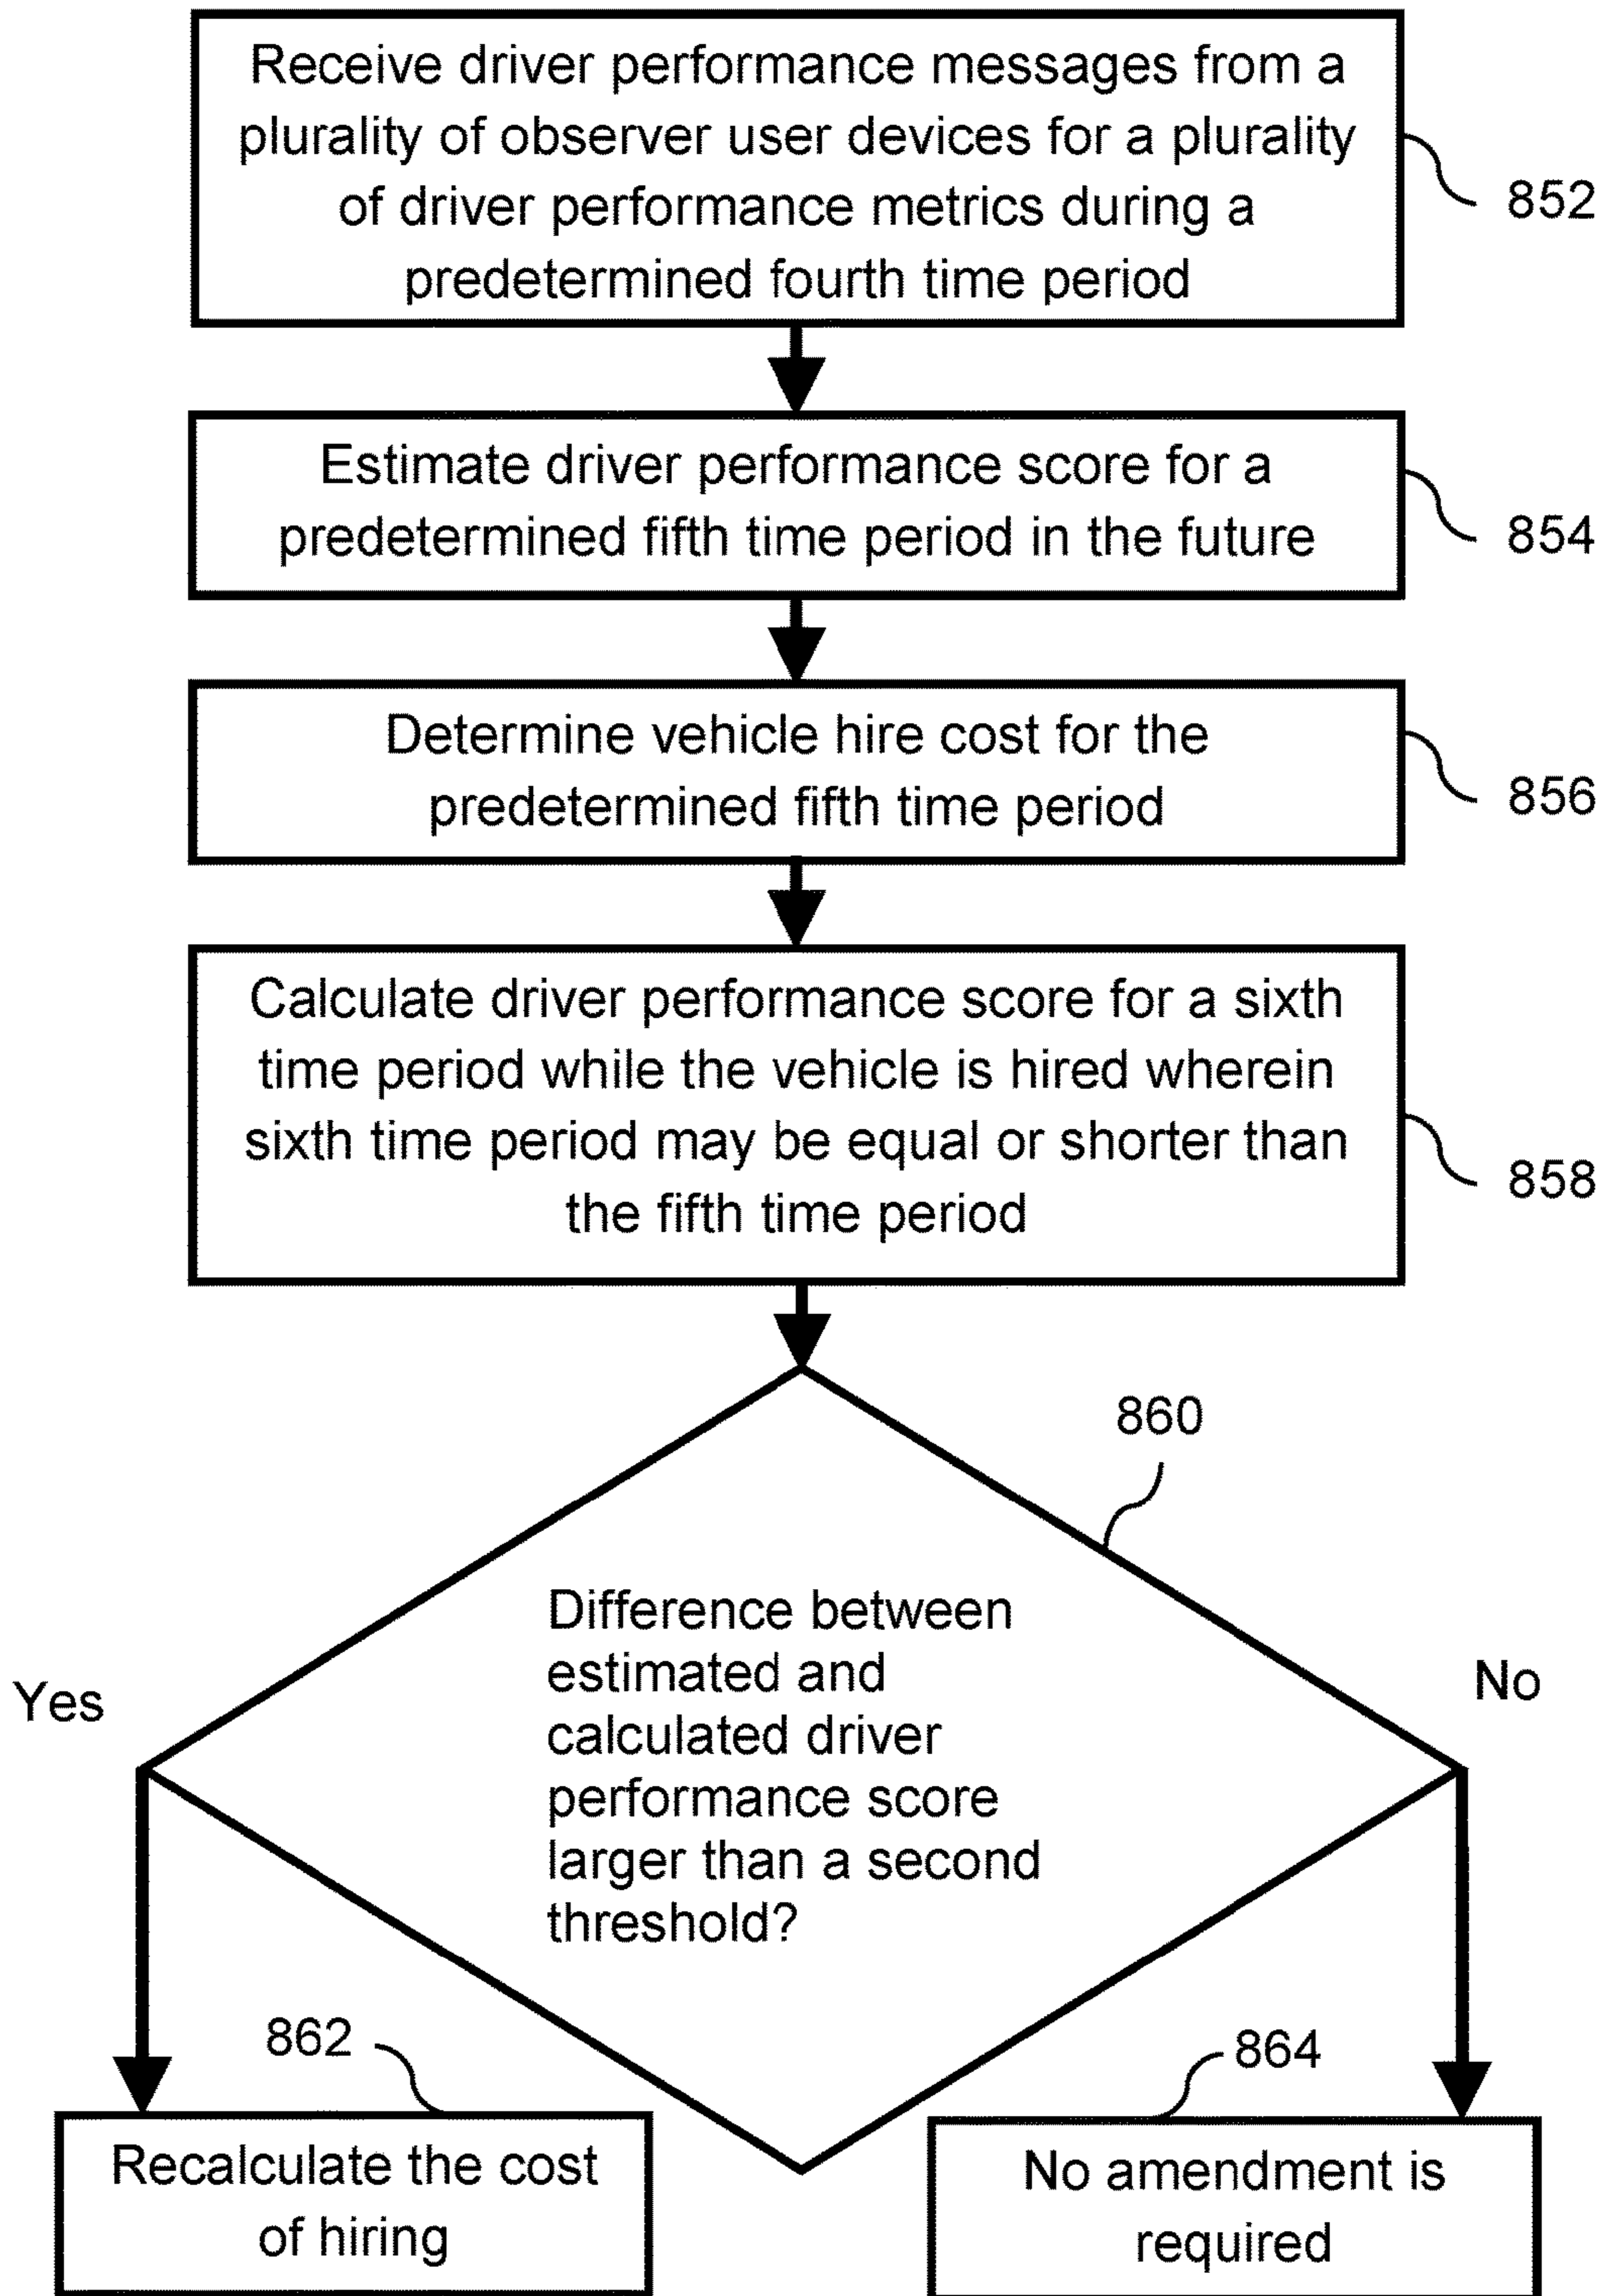 Receive driver performance messages from a
plurality of observer user devices for a plurality
of driver performance metrics during a
predetermined fourth time period
852
Estimate driver performance score for a
predetermined fifth time period in the future
854
Determine vehicle hire cost for the
predetermined fifth time period
856
Calculate driver performance score for a sixth
time period while the vehicle is hired wherein
sixth time period may be equal or shorter than
the fifth time period
858
860
Difference between
estimated and
calculated driver
performance score
larger than a second
threshold?
Yes
No
862
864
Recalculate the cost
of hiring
No amendment is
required